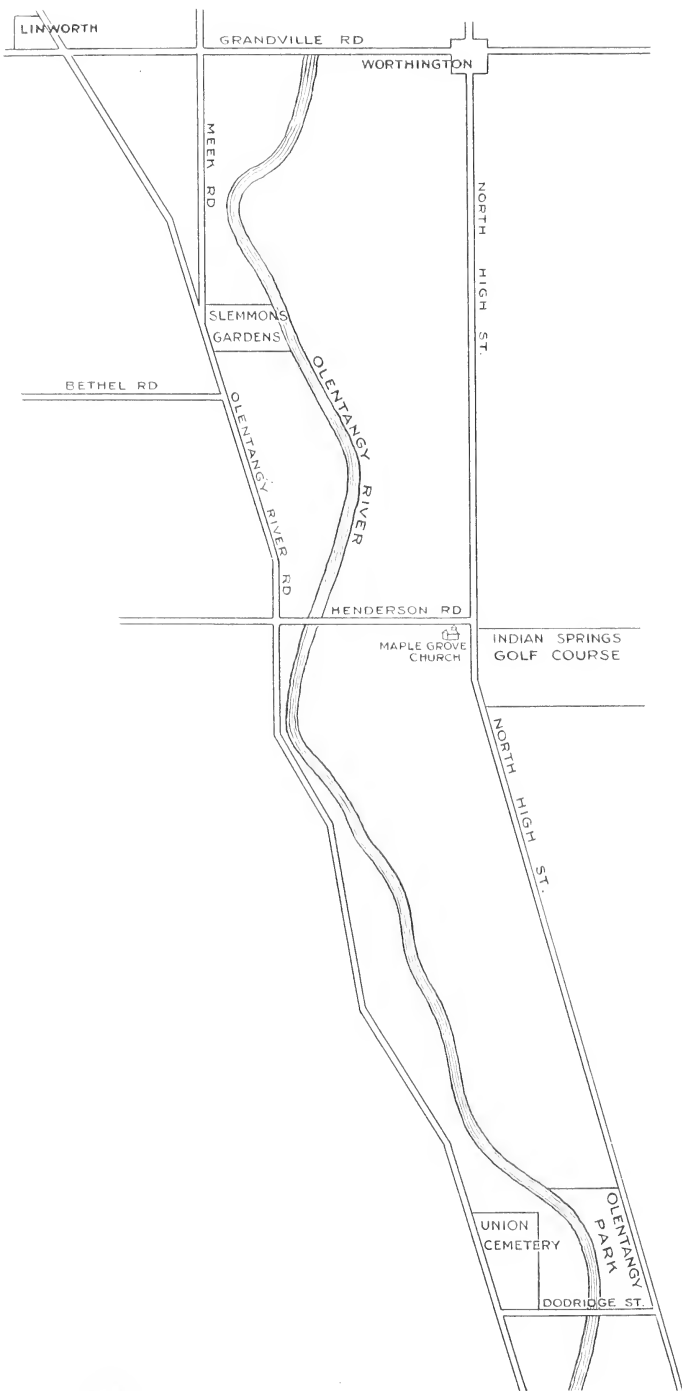 LINWORTH
GRANDVILLE RD
WORTHINGTON
MEEK RD
NORTH HIGH ST.
SLEMMONS
GARDENS
OLENTANGY RIVER
BETHEL RD
OLENTANGY RIVER RD
HENDERSON RD
MAPLE GROVE
CHURCH
INDIAN SPRINGS
GOLF COURSE
NORTH HIGH ST.
OLENTANGY
PARK
UNION
CEMETERY
DODRIDGE ST.